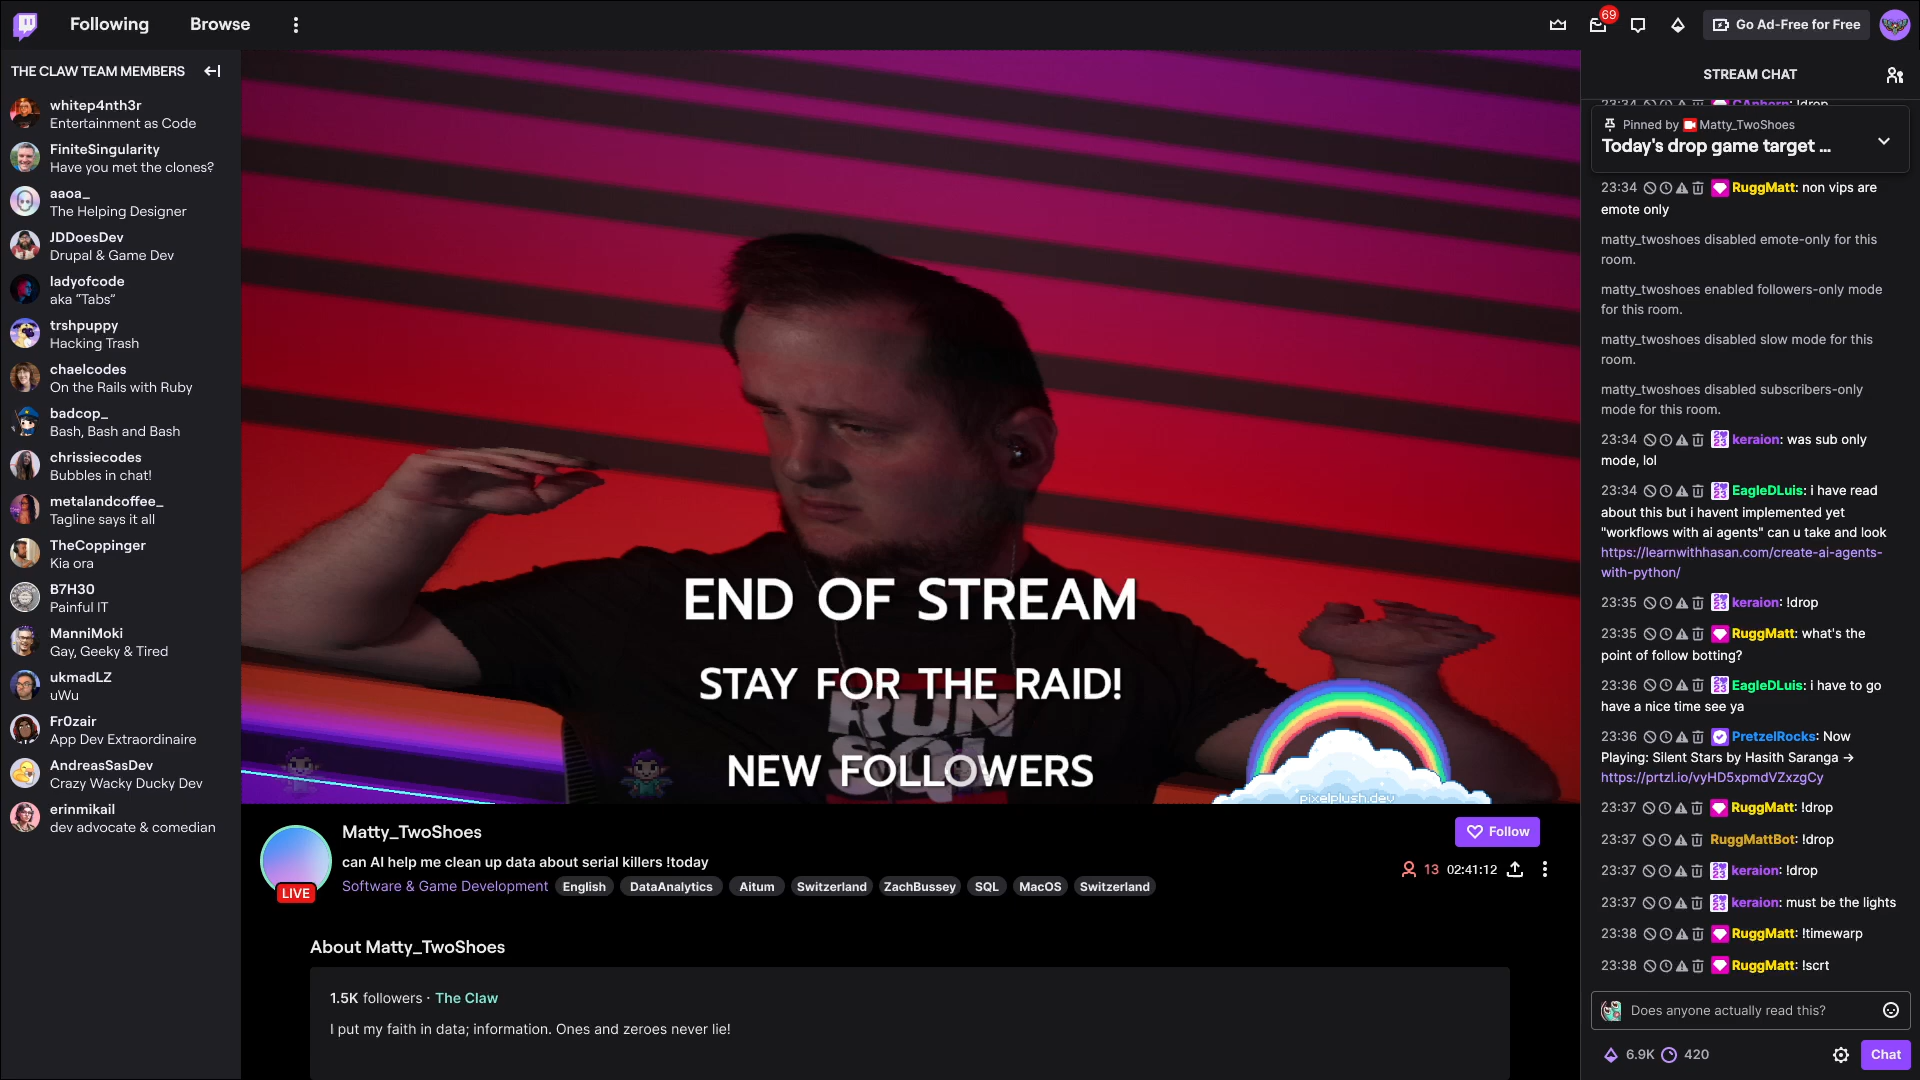 Following
Browse
69
Go Ad-Free for Free
THE CLAW TEAM MEMBERS
whitep4nth3r
Entertainment as Code
FiniteSingularity
Have you met the clones?
aaoa_
The Helping Designer
JDDoesDev
Drupal & Game Dev
ladyofcode
aka "Tabs"
trshpuppy
Hacking Trash
chaelcodes
On the Rails with Ruby
badcop_
Bash, Bash and Bash
chrissiecodes
Bubbles in chat!
metalandcoffee_
Tagline says it all
TheCoppinger
Kia ora
B7H30
Painful IT
ManniMoki
Gay, Geeky & Tired
ukmadLZ
uWu
Fr0zair
App Dev Extraordinaire
AndreasSasDev
Crazy Wacky Ducky Dev
erinmikail
dev advocate & comedian
END OF STREAM
STAY FOR THE RAID!
RUN
SQL
NEW FOLLOWERS
pixelplush.dev
LIVE
Matty_TwoShoes
Follow
can AI help me clean up data about serial killers !today
13 02:41:12
Software & Game Development English DataAnalytics Aitum Switzerland ZachBussey SQL MacOS Switzerland
About Matty_TwoShoes
1.5K followers · The Claw
I put my faith in data; information. Ones and zeroes never lie!
STREAM CHAT
23:34 CAphorn: !drop
Pinned by Matty_TwoShoes
Today's drop game target ...
23:34 RuggMatt: non vips are
emote only
matty_twoshoes disabled emote-only for this
room.
matty_twoshoes enabled followers-only mode
for this room.
matty_twoshoes disabled slow mode for this
room.
matty_twoshoes disabled subscribers-only
mode for this room.
23:34 keraion: was sub only
mode, lol
23:34 EagleDLuis: i have read
about this but i havent implemented yet
"workflows with ai agents" can u take and look
https://learnwithhasan.com/create-ai-agents-
with-python/
23:35 keraion: !drop
23:35 RuggMatt: what's the
point of follow botting?
23:36 EagleDLuis: i have to go
have a nice time see ya
23:36 PretzelRocks: Now
Playing: Silent Stars by Hasith Saranga →
https://prtzl.io/vyHD5xpmdVZxzgCy
23:37 RuggMatt: !drop
23:37 RuggMattBot: !drop
23:37 keraion: !drop
23:37 keraion: must be the lights
23:38 RuggMatt: !timewarp
23:38 RuggMatt: !scrt
Does anyone actually read this?
6.9K 420
Chat